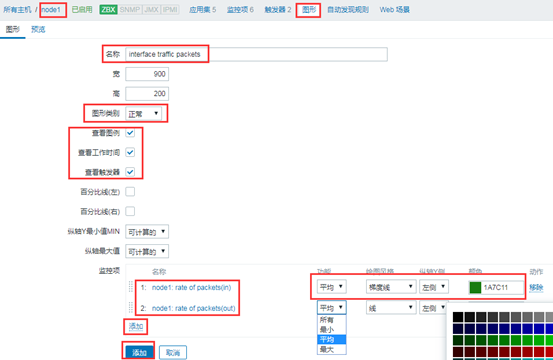 所有主机 / node1 已启用 ZBX SNMP JMX IPMI 应用集 5 监控项 6 触发器 2 图形 自动发现规则 Web 场景
图形 预览
名称 interface traffic packets
宽 900
高 200
图形类别 正常
查看图例
查看工作时间
查看触发器
百分比线(左)
百分比线(右)
纵轴Y最小值MIN 可计算的
纵轴最大值 可计算的
监控项 名称 功能 绘图风格 纵轴Y侧 颜色 动作
1: node1: rate of packets(in) 平均 梯度线 左侧 1A7C11 移除
2: node1: rate of packets(out) 平均 线 左侧
添加
所有
最小
平均
最大
添加 取消